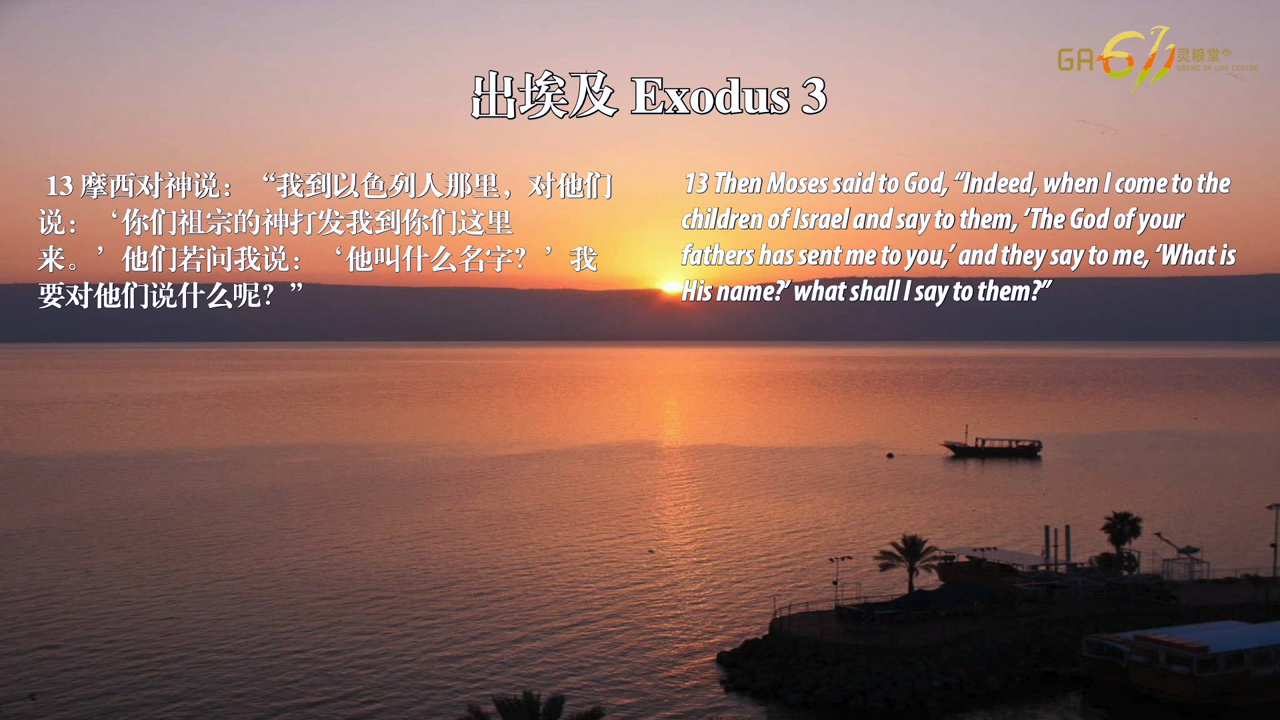 GA 611 灵粮堂
BREAD OF LIFE CENTRE
出埃及 Exodus 3
13 摩西对神说：“我到以色列人那里，对他们
说：‘你们祖宗的神打发我到你们这里
来。’他们若问我说：‘他叫什么名字？’我
要对他们说什么呢？”
13 Then Moses said to God, “Indeed, when I come to the
children of Israel and say to them, ‘The God of your
fathers has sent me to you,’ and they say to me, ‘What is
His name?’ what shall I say to them?”